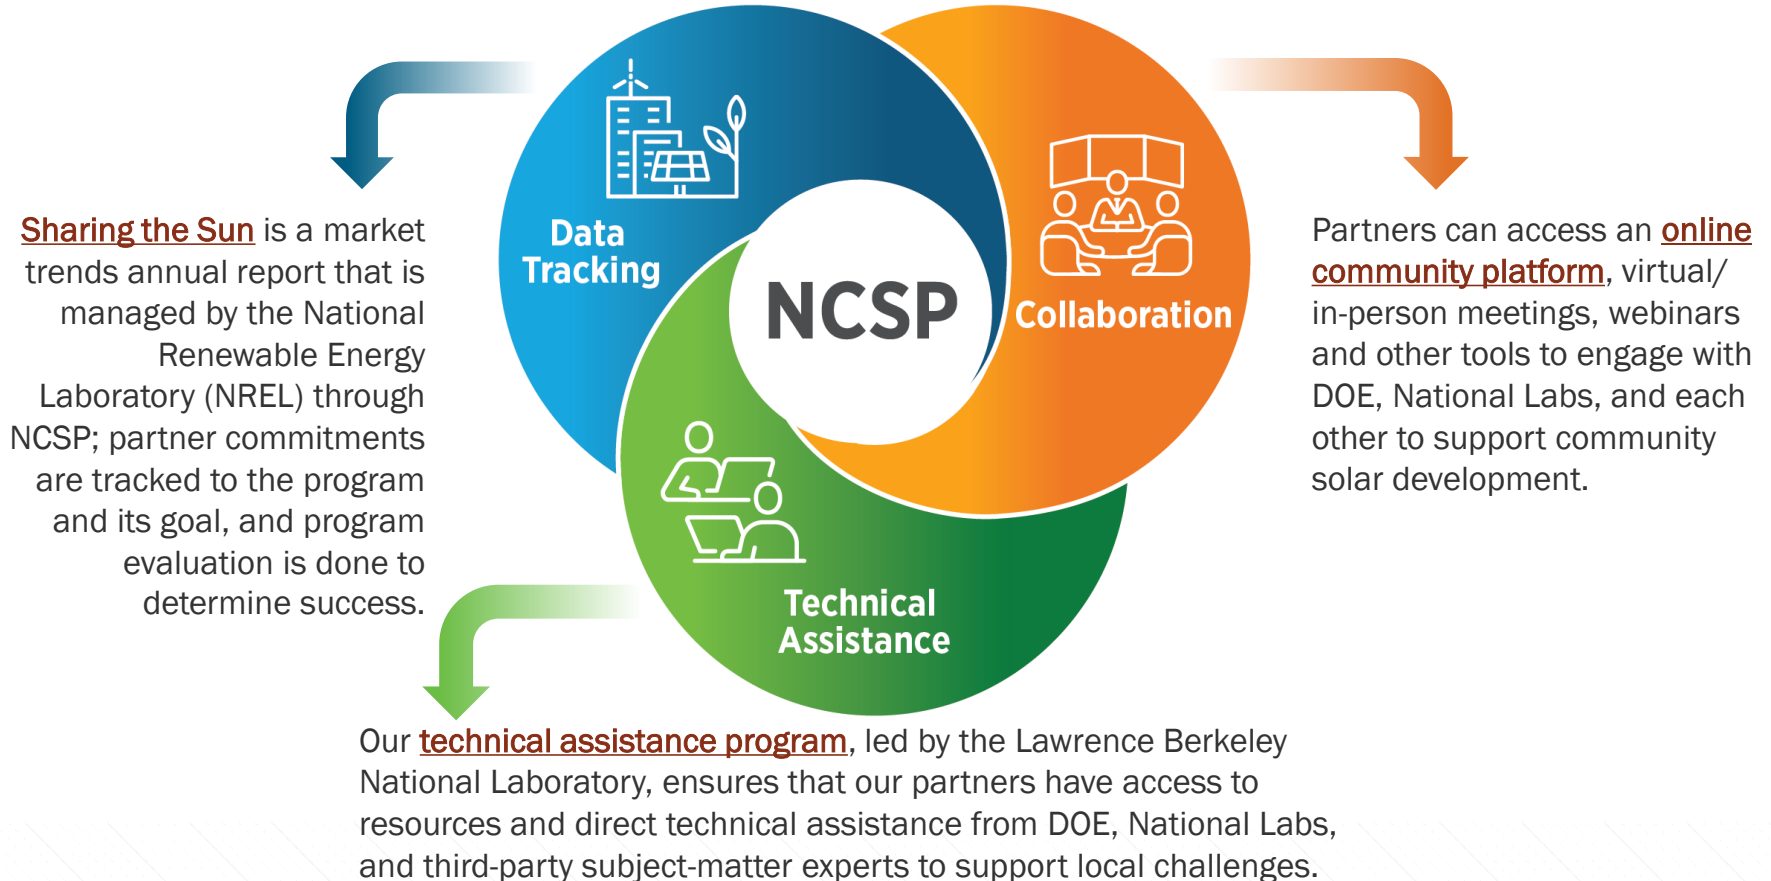 Data
Tracking
NCSP
Collaboration
Technical
Assistance
Sharing the Sun is a market
trends annual report that is
managed by the National
Renewable Energy
Laboratory (NREL) through
NCSP; partner commitments
are tracked to the program
and its goal, and program
evaluation is done to
determine success.
Partners can access an online
community platform, virtual/
in-person meetings, webinars
and other tools to engage with
DOE, National Labs, and each
other to support community
solar development.
Our technical assistance program, led by the Lawrence Berkeley
National Laboratory, ensures that our partners have access to
resources and direct technical assistance from DOE, National Labs,
and third-party subject-matter experts to support local challenges.